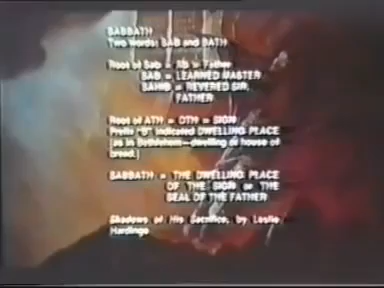 SABBATH
Two words: SAB and BATH
Root of Sab = Ab = Father
SAB = LEARNED MASTER
SAHIB = REVERED SIR,
FATHER
Root of ATH = OTH = SIGN
Prefix "B" indicated DWELLING PLACE
(as in Bethlehem—dwelling or house of
bread.)
SABBATH = THE DWELLING PLACE
OF THE SIGN or THE
SEAL OF THE FATHER
Shadows of His Sacrifice, by Leslie
Hardinge